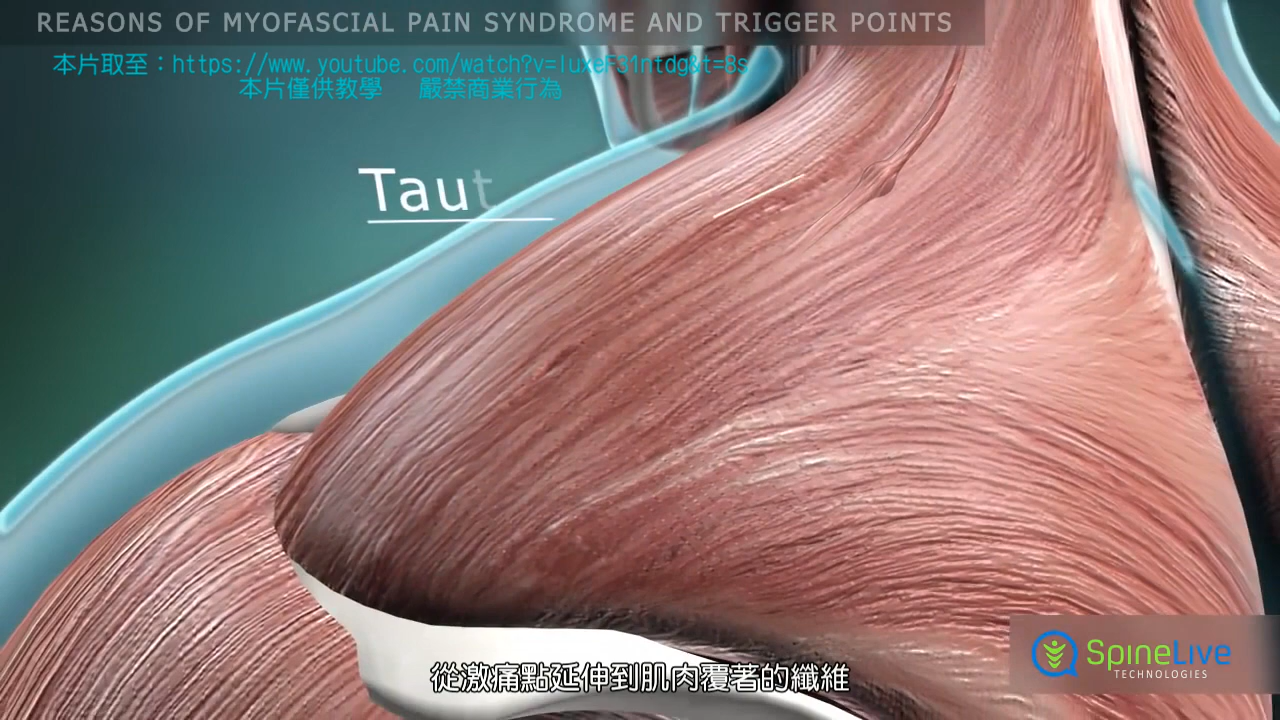 REASONS OF MYOFASCIAL PAIN SYNDROME AND TRIGGER POINTS
本片取至：https://www.youtube.com/watch?v=luxeF31ntdg&t=8s
本片僅供教學 嚴禁商業行為
Taut
從激痛點延伸到肌肉覆著的纖維
SpineLive
TECHNOLOGIES